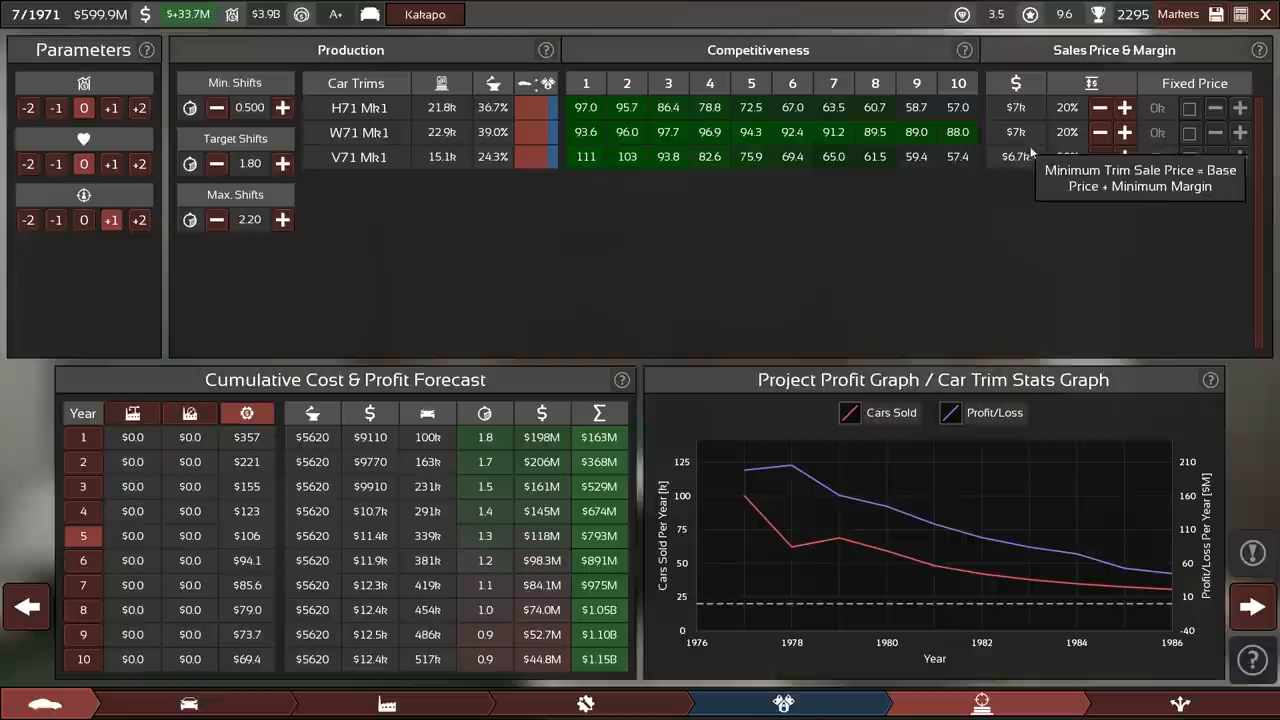 7/1971 $599.9M $ $+33.7M $3.9B A+ Kakapo 3.5 9.6 2295 Markets
Parameters
-2 -1 0 +1 +2
-2 -1 0 +1 +2
-2 -1 0 +1 +2
Production Competitiveness Sales Price & Margin
Min. Shifts
0.500
Target Shifts
1.80
Max. Shifts
2.20
Car Trims 1 2 3 4 5 6 7 8 9 10 $ Fixed Price
H71 Mk1 21.8k 36.7% 97.0 95.7 86.4 78.8 72.5 67.0 63.5 60.7 58.7 57.0 $7k 20% 0k
W71 Mk1 22.9k 39.0% 93.6 96.0 97.7 96.9 94.3 92.4 91.2 89.5 89.0 88.0 $7k 20% 0k
V71 Mk1 15.1k 24.3% 111 103 93.8 82.6 75.9 69.4 65.0 61.5 59.4 57.4 $6.7k
Minimum Trim Sale Price = Base
Price + Minimum Margin
Cumulative Cost & Profit Forecast
Year $ $ Σ
1 $0.0 $0.0 $357 $5620 $9110 100k 1.8 $198M $163M
2 $0.0 $0.0 $221 $5620 $9770 163k 1.7 $206M $368M
3 $0.0 $0.0 $155 $5620 $9910 231k 1.5 $161M $529M
4 $0.0 $0.0 $123 $5620 $10.7k 291k 1.4 $145M $674M
5 $0.0 $0.0 $106 $5620 $11.4k 339k 1.3 $118M $793M
6 $0.0 $0.0 $94.1 $5620 $11.9k 381k 1.2 $98.3M $891M
7 $0.0 $0.0 $85.6 $5620 $12.3k 419k 1.1 $84.1M $975M
8 $0.0 $0.0 $79.0 $5620 $12.4k 454k 1.0 $74.0M $1.05B
9 $0.0 $0.0 $73.7 $5620 $12.5k 486k 0.9 $52.7M $1.10B
10 $0.0 $0.0 $69.4 $5620 $12.4k 517k 0.9 $44.8M $1.15B
Project Profit Graph / Car Trim Stats Graph
Cars Sold Profit/Loss
Cars Sold Per Year [k]
125
100
75
50
25
0
210
160
110
60
10
-40
Profit/Loss Per Year [$M]
1976 1978 1980 1982 1984 1986
Year